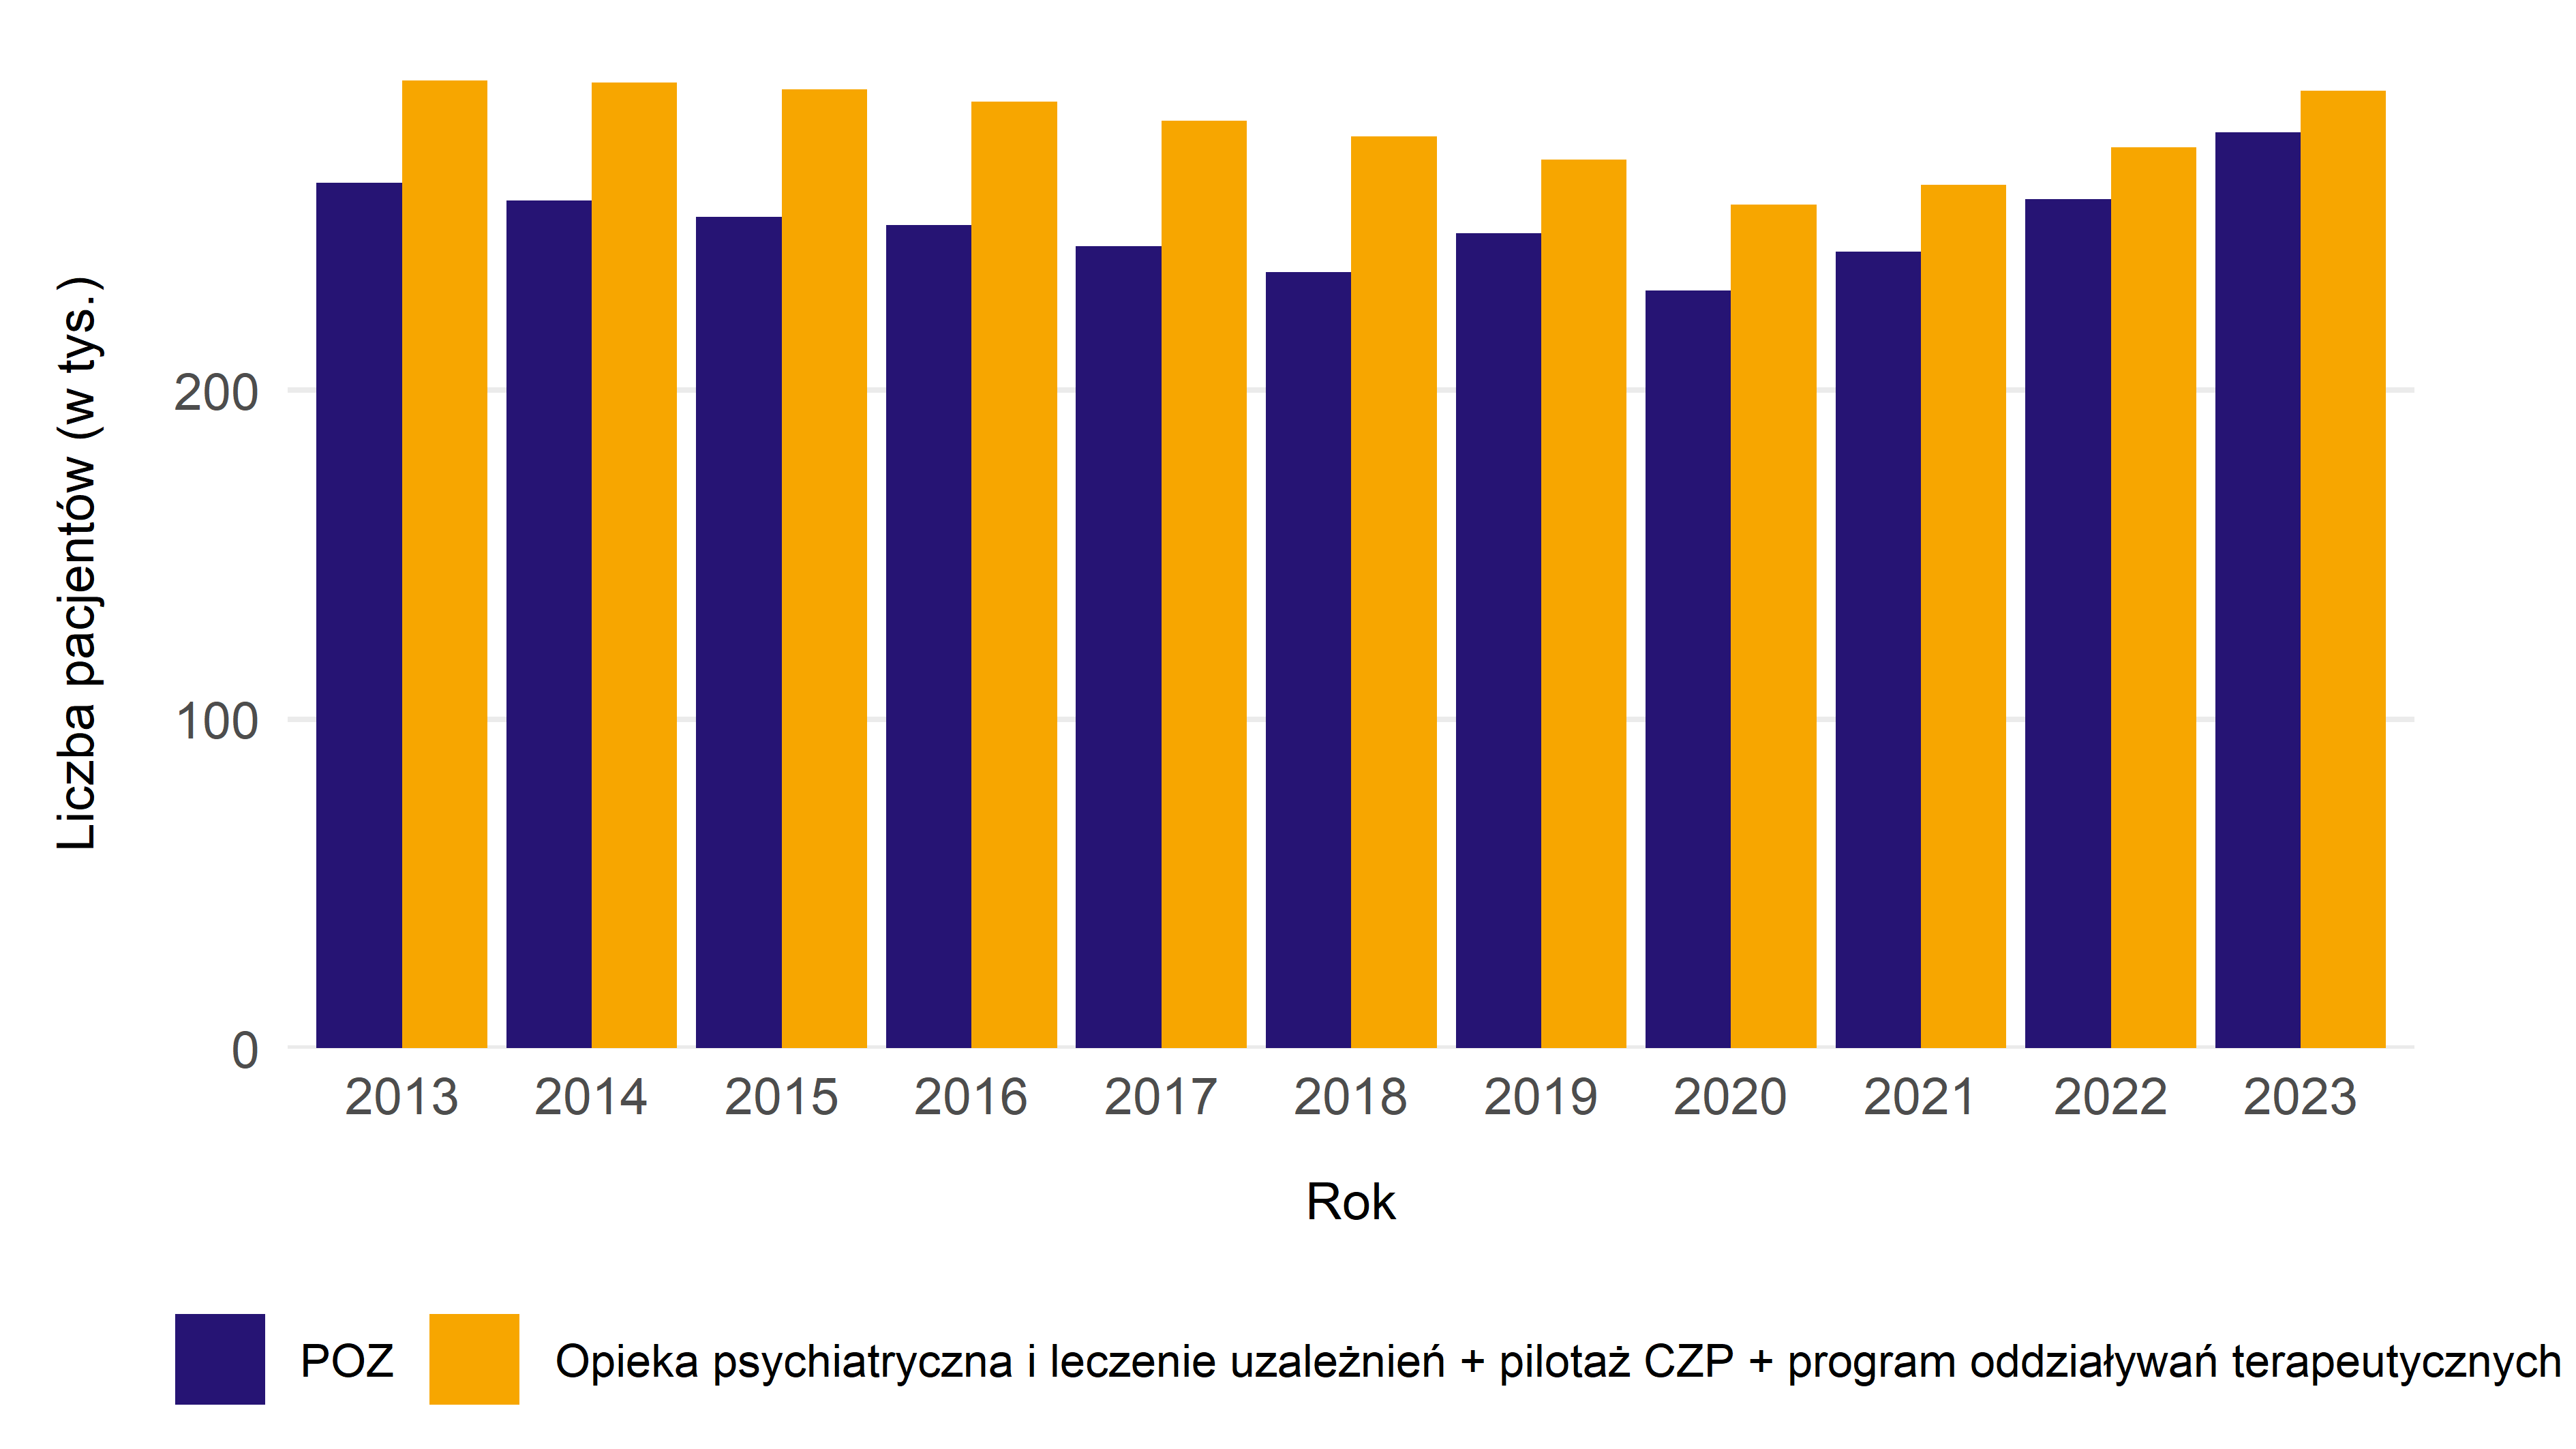 Liczba pacjentów (w tys.)
200
100
0
2013 2014 2015 2016 2017 2018 2019 2020 2021 2022 2023
Rok
POZ Opieka psychiatryczna i leczenie uzależnień + pilotaż CZP + program oddziaływań terapeutycznych